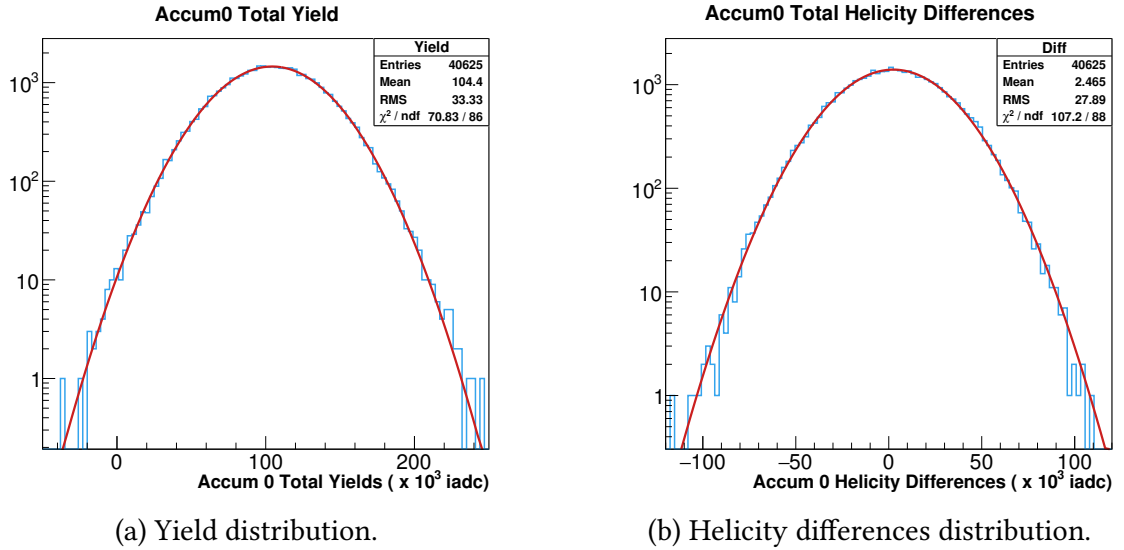 Accum0 Total Yield
Yield
Entries 40625
Mean 104.4
RMS 33.33
χ² / ndf 70.83 / 86
10³
10²
10
1
0 100 200
Accum 0 Total Yields ( x 10³ iadc)
(a) Yield distribution.
Accum0 Total Helicity Differences
Diff
Entries 40625
Mean 2.465
RMS 27.89
χ² / ndf 107.2 / 88
10³
10²
10
1
−100 −50 0 50 100
Accum 0 Helicity Differences ( x 10³ iadc)
(b) Helicity differences distribution.